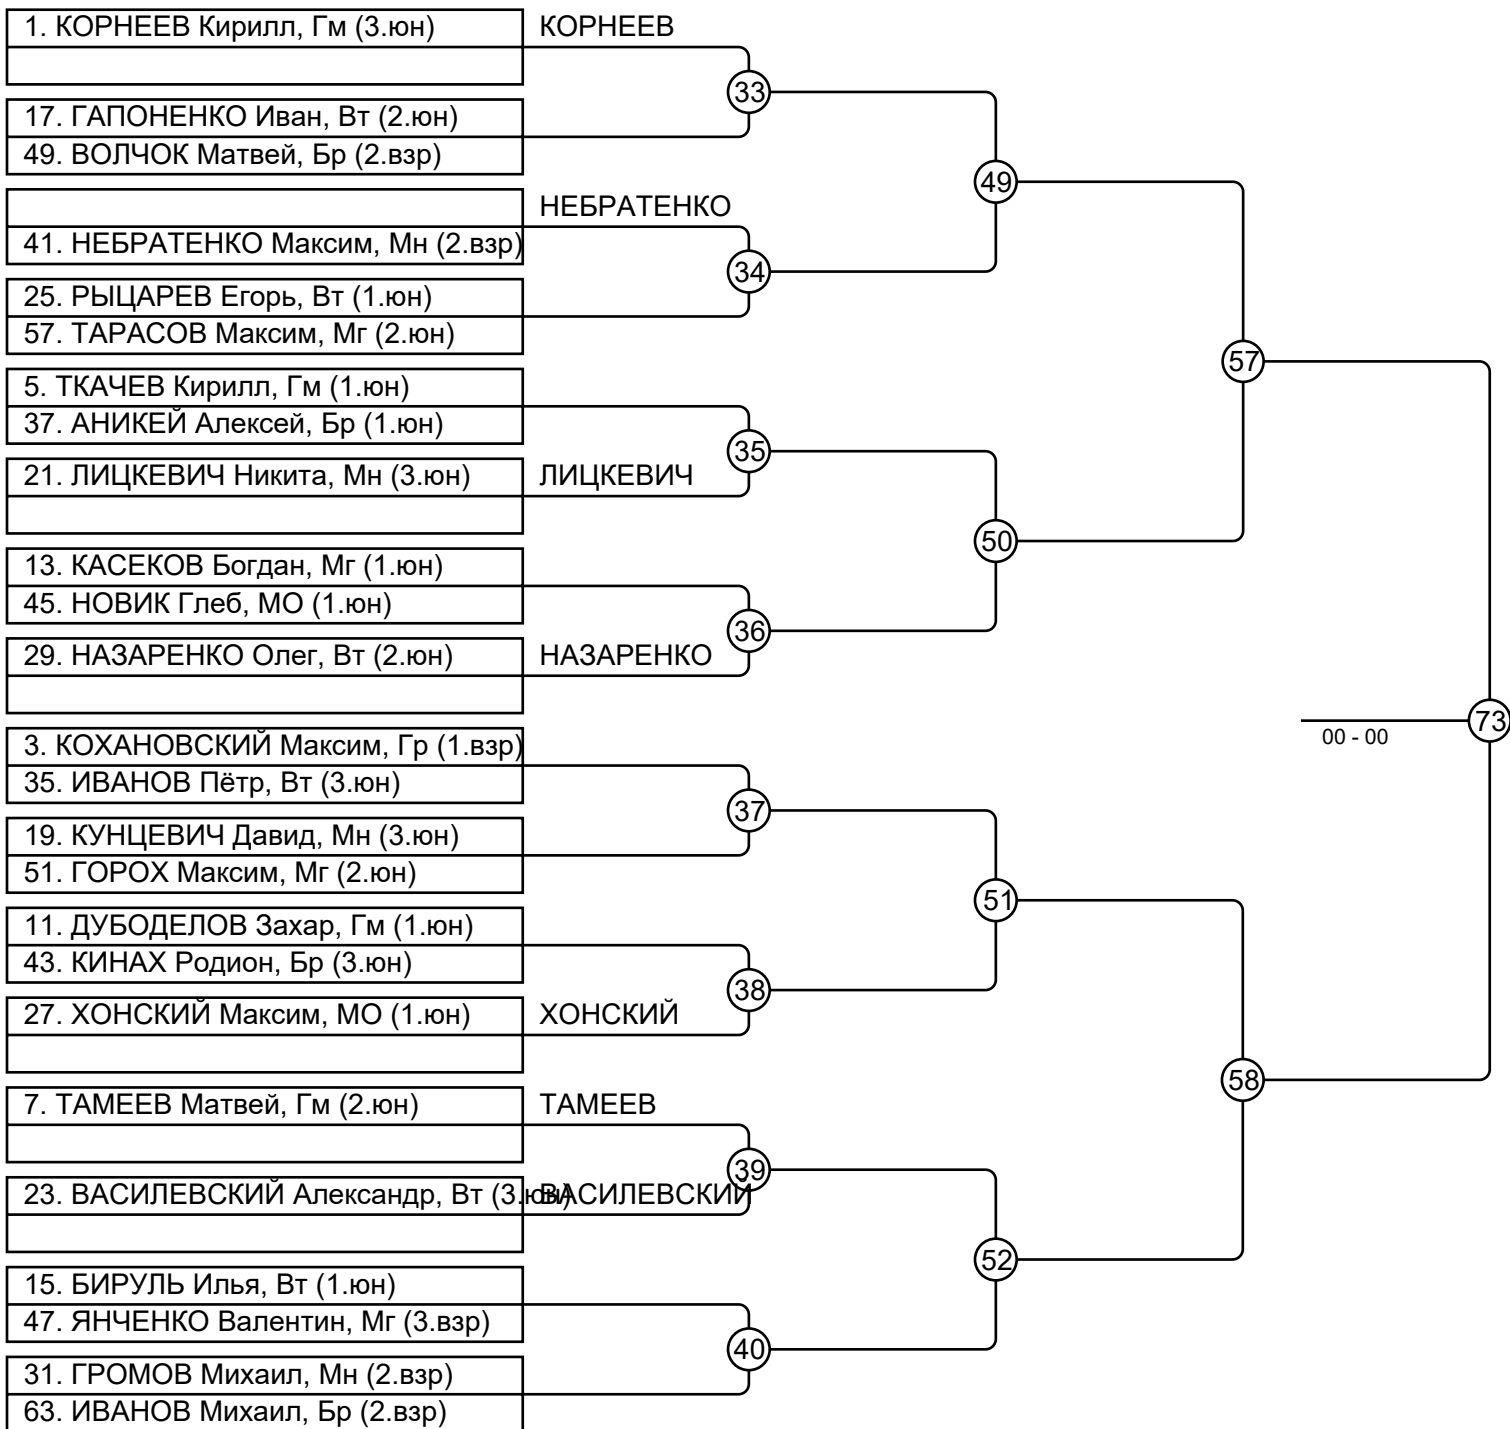 1. КОРНЕЕВ Кирилл, Гм (3.юн) КОРНЕЕВ
33
17. ГАПОНЕНКО Иван, Вт (2.юн)
49. ВОЛЧОК Матвей, Бр (2.взр)
49
НЕБРАТЕНКО
41. НЕБРАТЕНКО Максим, Мн (2.взр)
34
25. РЫЦАРЕВ Егорь, Вт (1.юн)
57. ТАРАСОВ Максим, Мг (2.юн)
57
5. ТКАЧЕВ Кирилл, Гм (1.юн)
37. АНИКЕЙ Алексей, Бр (1.юн)
35
21. ЛИЦКЕВИЧ Никита, Мн (3.юн) ЛИЦКЕВИЧ
50
13. КАСЕКОВ Богдан, Мг (1.юн)
45. НОВИК Глеб, МО (1.юн)
36
29. НАЗАРЕНКО Олег, Вт (2.юн) НАЗАРЕНКО
73
00 - 00
3. КОХАНОВСКИЙ Максим, Гр (1.взр)
35. ИВАНОВ Пётр, Вт (3.юн)
37
19. КУНЦЕВИЧ Давид, Мн (3.юн)
51. ГОРОХ Максим, Мг (2.юн)
51
11. ДУБОДЕЛОВ Захар, Гм (1.юн)
43. КИНАХ Родион, Бр (3.юн)
38
27. ХОНСКИЙ Максим, МО (1.юн) ХОНСКИЙ
58
7. ТАМЕЕВ Матвей, Гм (2.юн) ТАМЕЕВ
39
23. ВАСИЛЕВСКИЙ Александр, Вт (3.юн) ВАСИЛЕВСКИЙ
52
15. БИРУЛЬ Илья, Вт (1.юн)
47. ЯНЧЕНКО Валентин, Мг (3.взр)
40
31. ГРОМОВ Михаил, Мн (2.взр)
63. ИВАНОВ Михаил, Бр (2.взр)